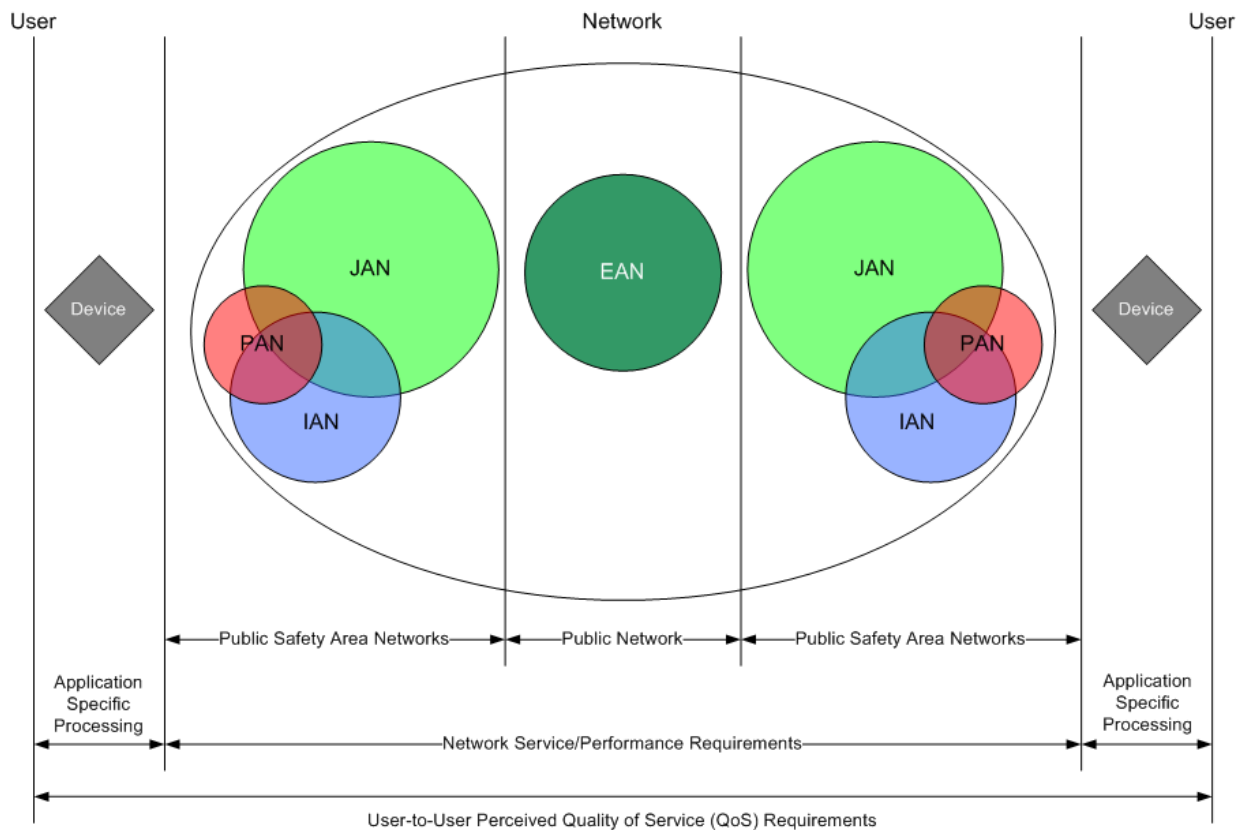 User
Network
User
JAN
EAN
JAN
Device
Device
PAN
PAN
IAN
IAN
Public Safety Area Networks
Public Network
Public Safety Area Networks
Application
Specific
Processing
Application
Specific
Processing
Network Service/Performance Requirements
User-to-User Perceived Quality of Service (QoS) Requirements